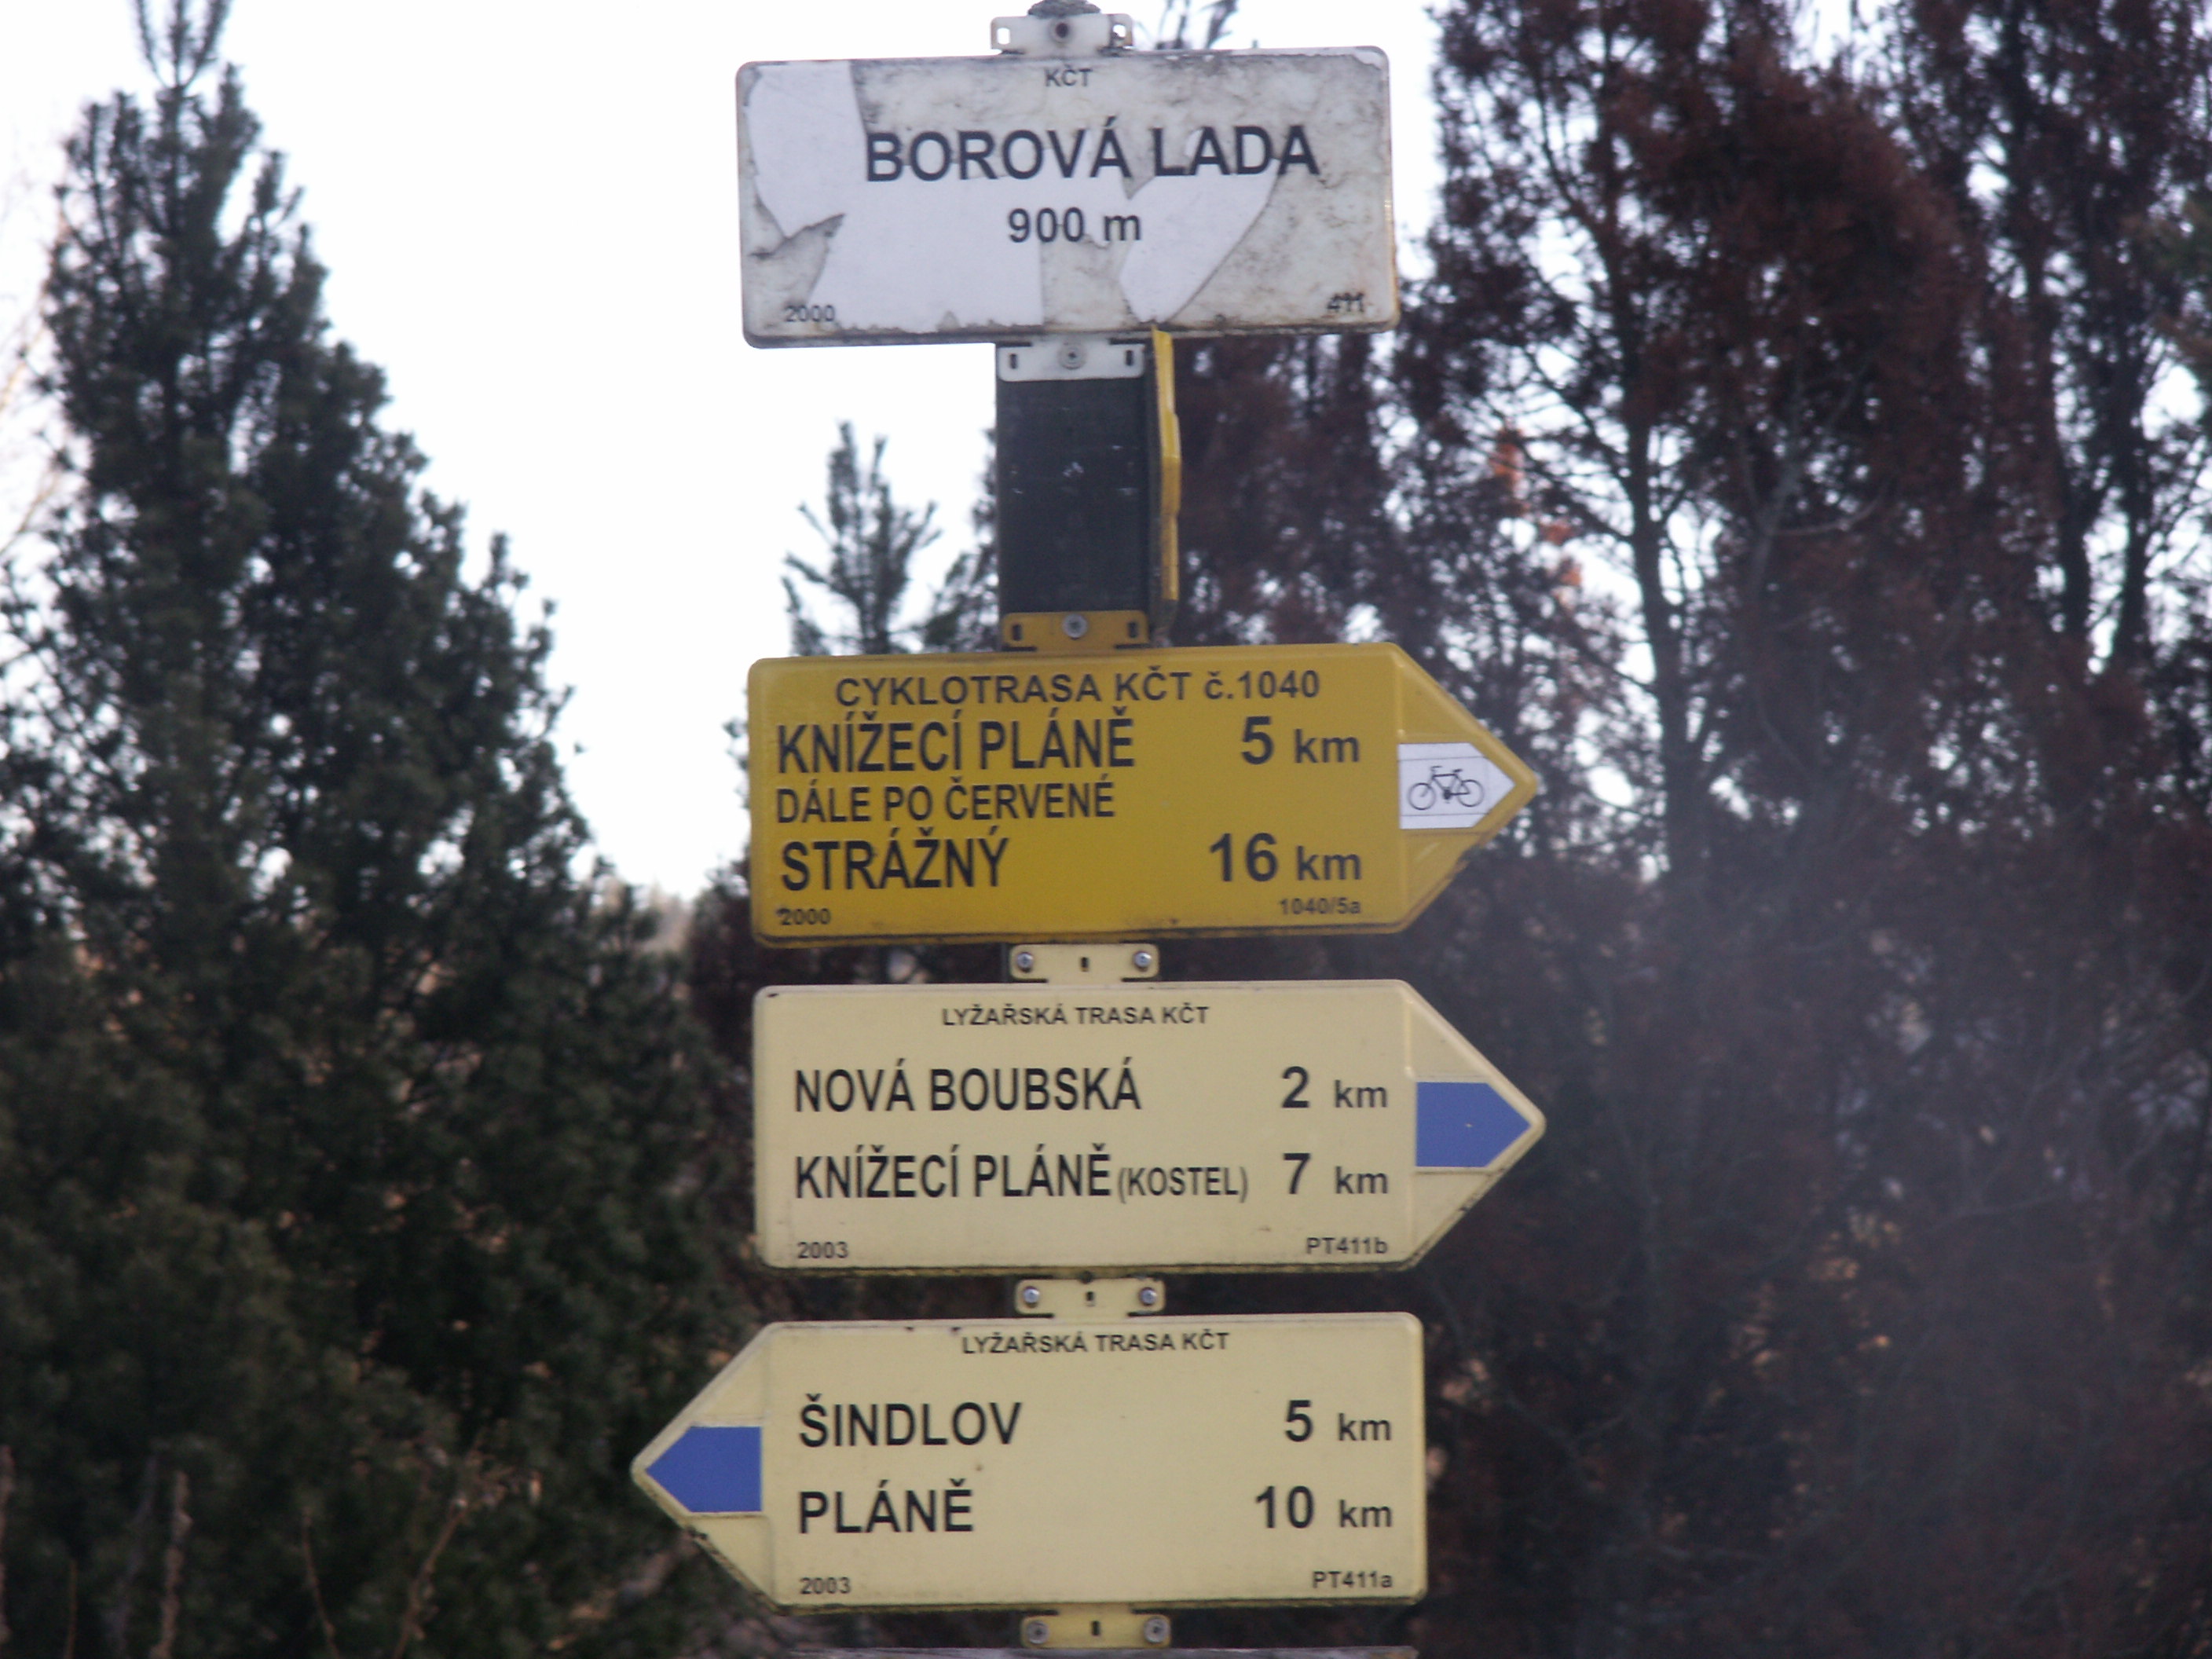 KČT
BOROVÁ LADA
900 m
2000 411
CYKLOTRASA KČT č.1040
KNÍŽECÍ PLÁNĚ 5 km
DÁLE PO ČERVENÉ
STRÁŽNÝ 16 km
2000 1040/5a
LYŽAŘSKÁ TRASA KČT
NOVÁ BOUBSKÁ 2 km
KNÍŽECÍ PLÁNĚ (KOSTEL) 7 km
2003 PT411b
LYŽAŘSKÁ TRASA KČT
ŠINDLOV 5 km
PLÁNĚ 10 km
2003 PT411a